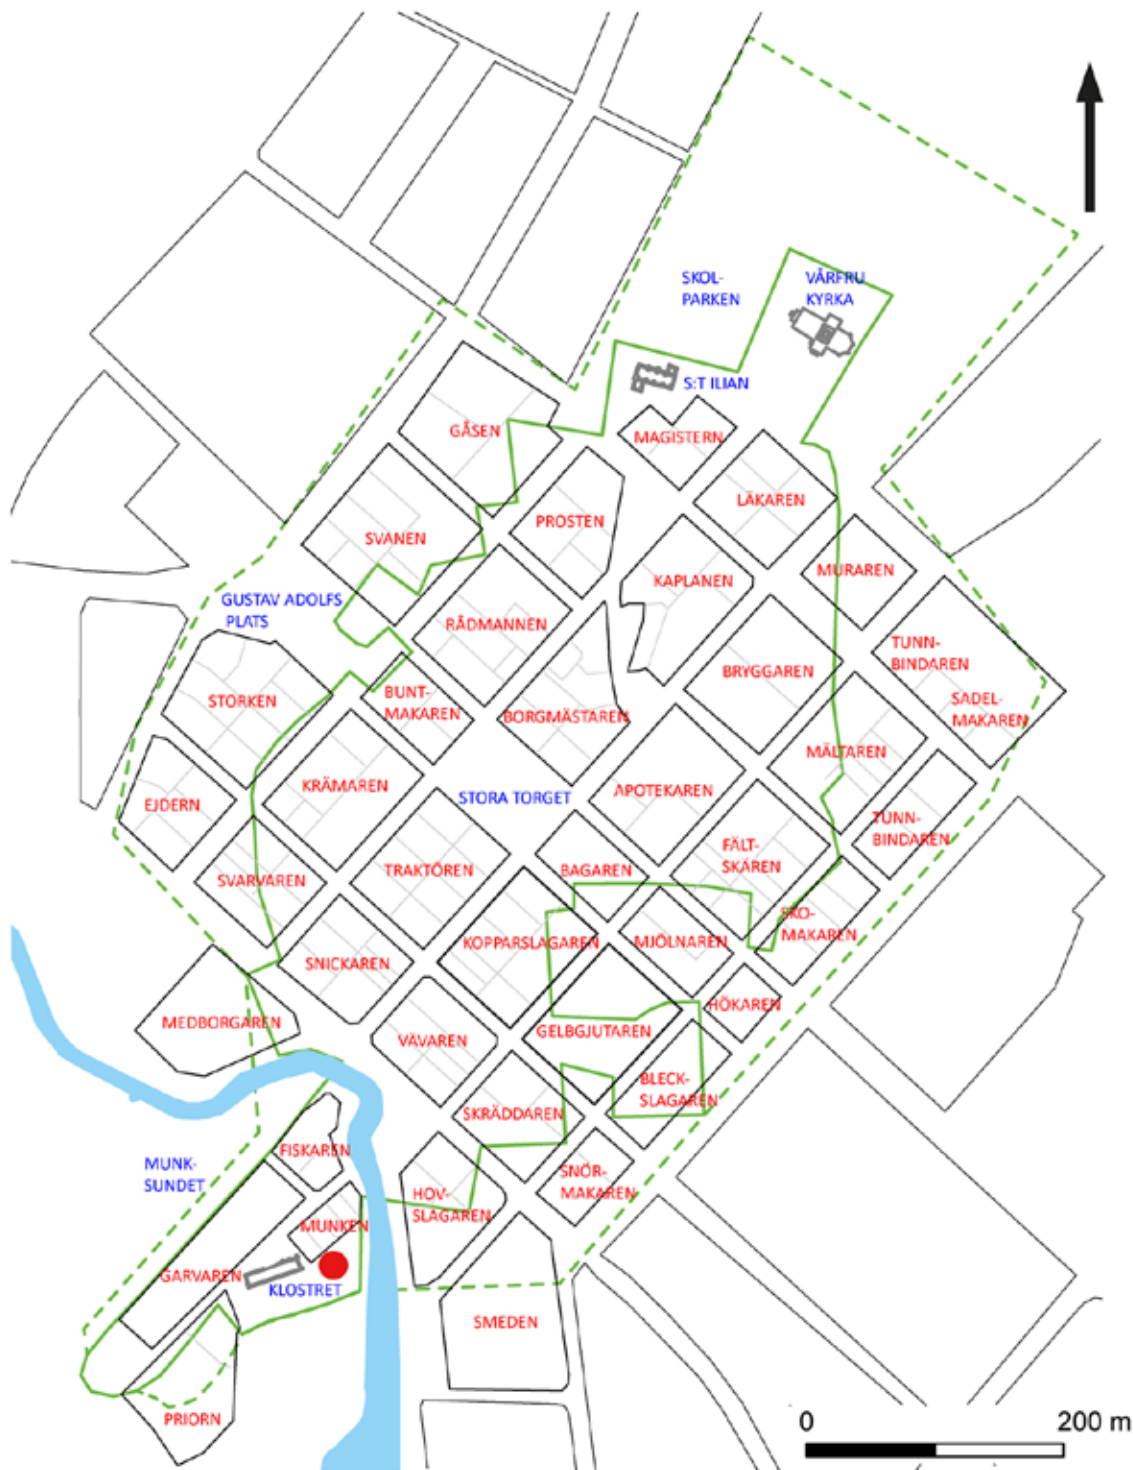 SKOL-
PARKEN
VÅRFRU
KYRKA
S:T ILIAN
GÅSEN
MAGISTERN
LÄKAREN
PROSTEN
SVANEN
KAPLANEN
MURAREN
GUSTAV ADOLFS
PLATS
RÅDMANNEN
TUNN-
BINDAREN
BRYGGAREN
SADEL-
MAKAREN
STORKEN
BUNT-
MAKAREN
BORGMÄSTAREN
MÄLTAREN
KRÄMAREN
STORA TORGET
APOTEKAREN
EJDERN
TUNN-
BINDAREN
FÄLT-
SKÄREN
SVARVAREN
TRAKTÖREN
BAGAREN
SKO-
MAKAREN
KOPPARSLAGAREN
MJÖLNAREN
SNICKAREN
HÖKAREN
MEDBORGAREN
VÄVAREN
GELBGJUTAREN
BLECK-
SLAGAREN
SKRÄDDAREN
FISKAREN
MUNK-
SUNDET
SNÖR-
MAKAREN
HOV-
SLAGAREN
MUNKEN
GARVAREN
KLOSTRET
SMEDEN
PRIORN
0
200 m